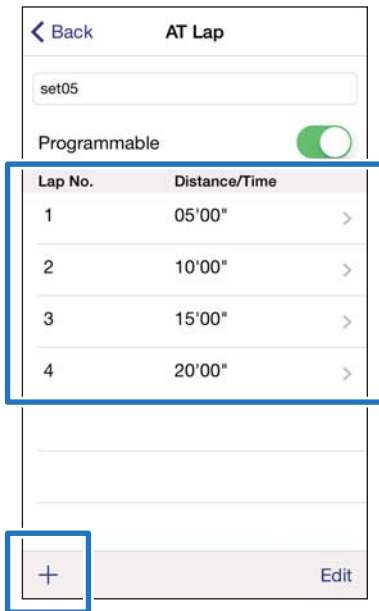 Back AT Lap
set05
Programmable
Lap No. Distance/Time
1 05'00"
2 10'00"
3 15'00"
4 20'00"
+ Edit